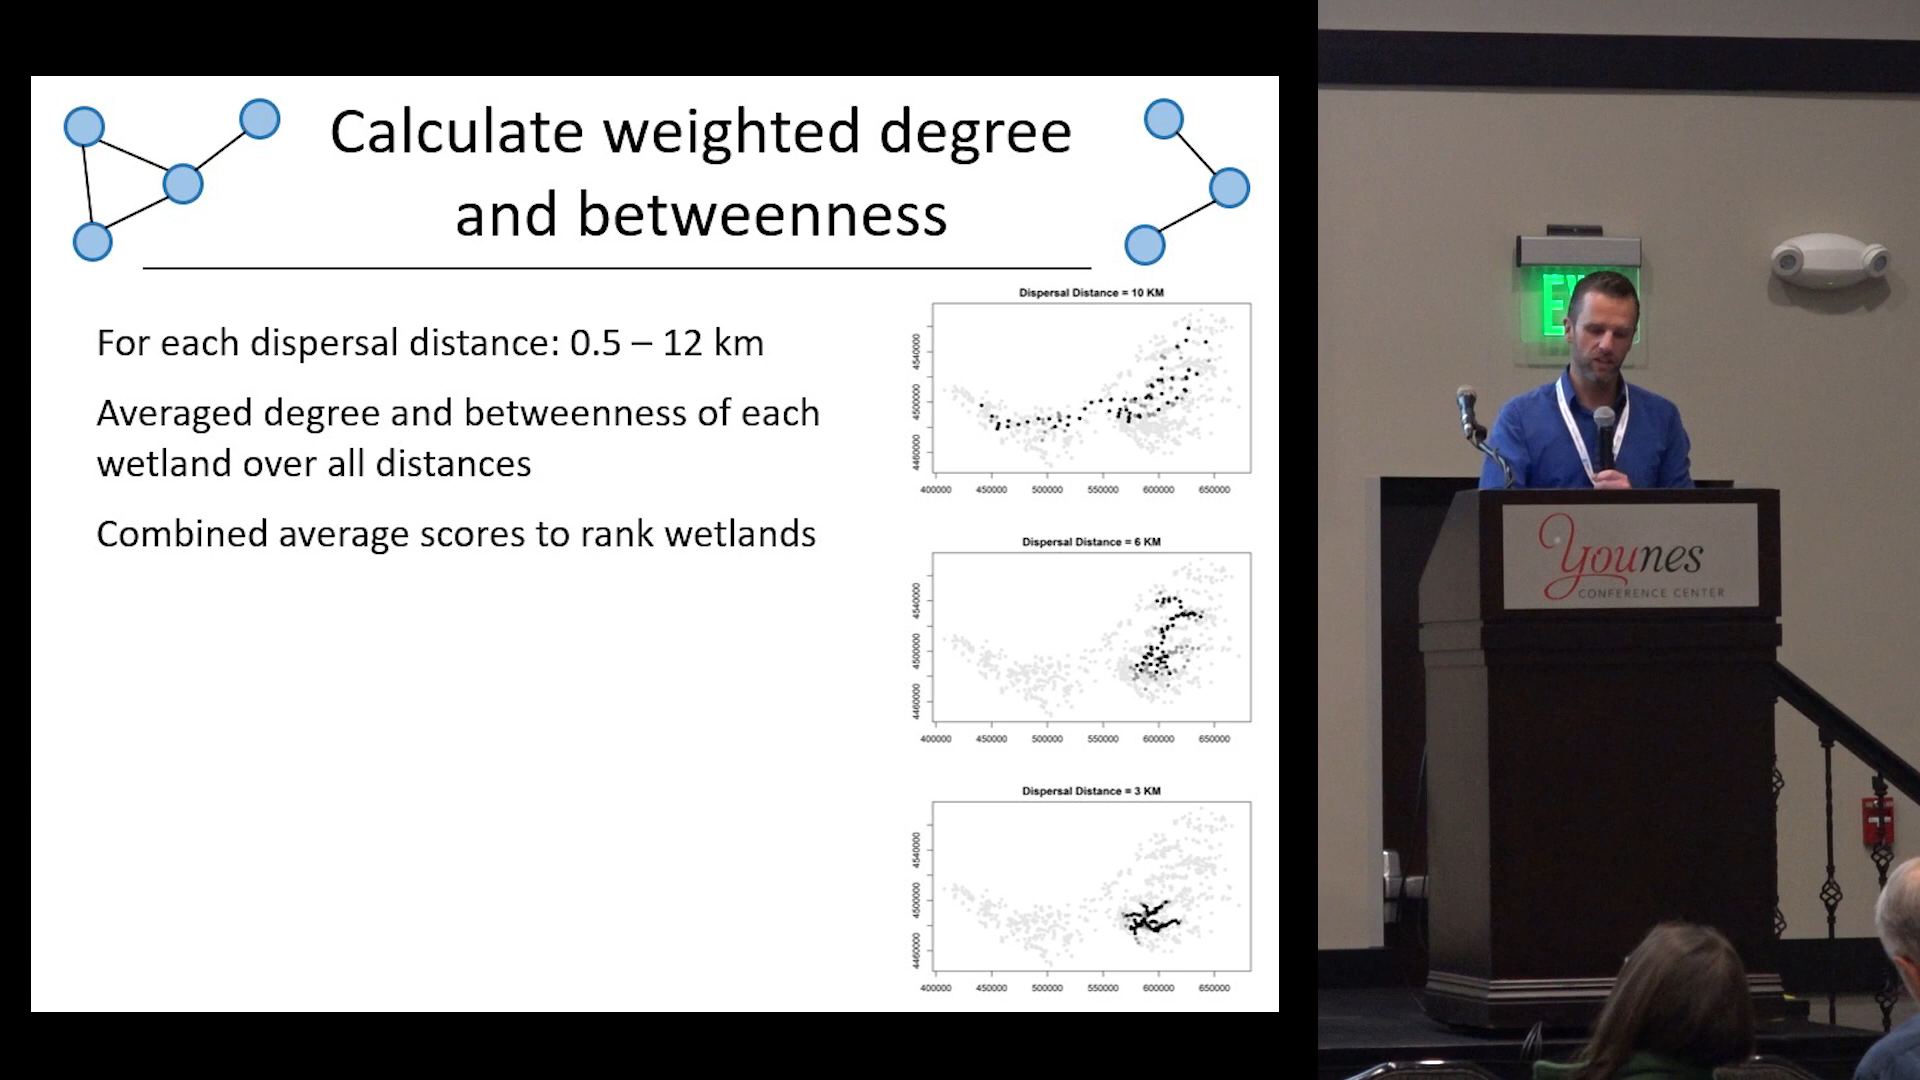 Calculate weighted degree
and betweenness
For each dispersal distance: 0.5 – 12 km
Averaged degree and betweenness of each
wetland over all distances
Combined average scores to rank wetlands
Dispersal Distance = 10 KM
4540000
4500000
4460000
400000 450000 500000 550000 600000 650000
Dispersal Distance = 6 KM
4540000
4500000
4460000
400000 450000 500000 550000 600000 650000
Dispersal Distance = 3 KM
4540000
4500000
4460000
400000 450000 500000 550000 600000 650000
younes
CONFERENCE CENTER